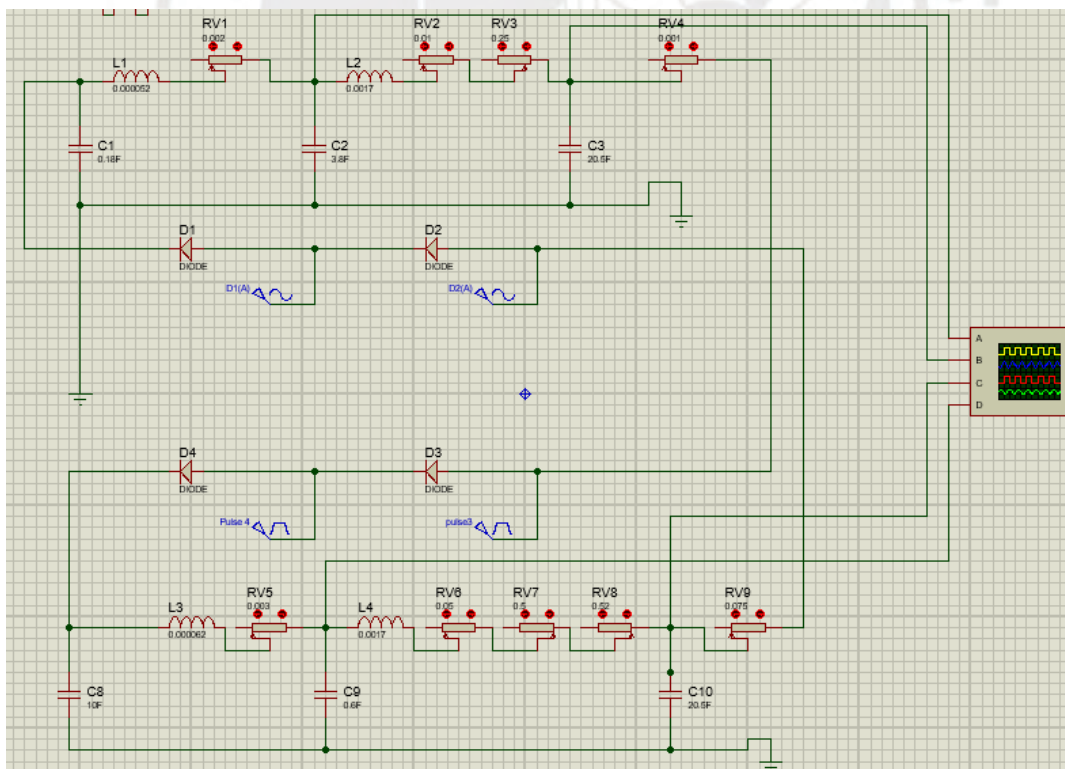 RV1
0.002
RV2
0.01
RV3
0.25
RV4
0.001
L1
0.000052
L2
0.0017
C1
0.18F
C2
3.8F
C3
20.5F
D1
DIODE
D2
DIODE
D1(A)
D2(A)
A
B
C
D
D4
DIODE
D3
DIODE
Pulse 4
pulse3
L3
0.000062
RV5
0.003
L4
0.0017
RV6
0.05
RV7
0.5
RV8
0.52
RV9
0.075
C8
10F
C9
0.6F
C10
20.5F